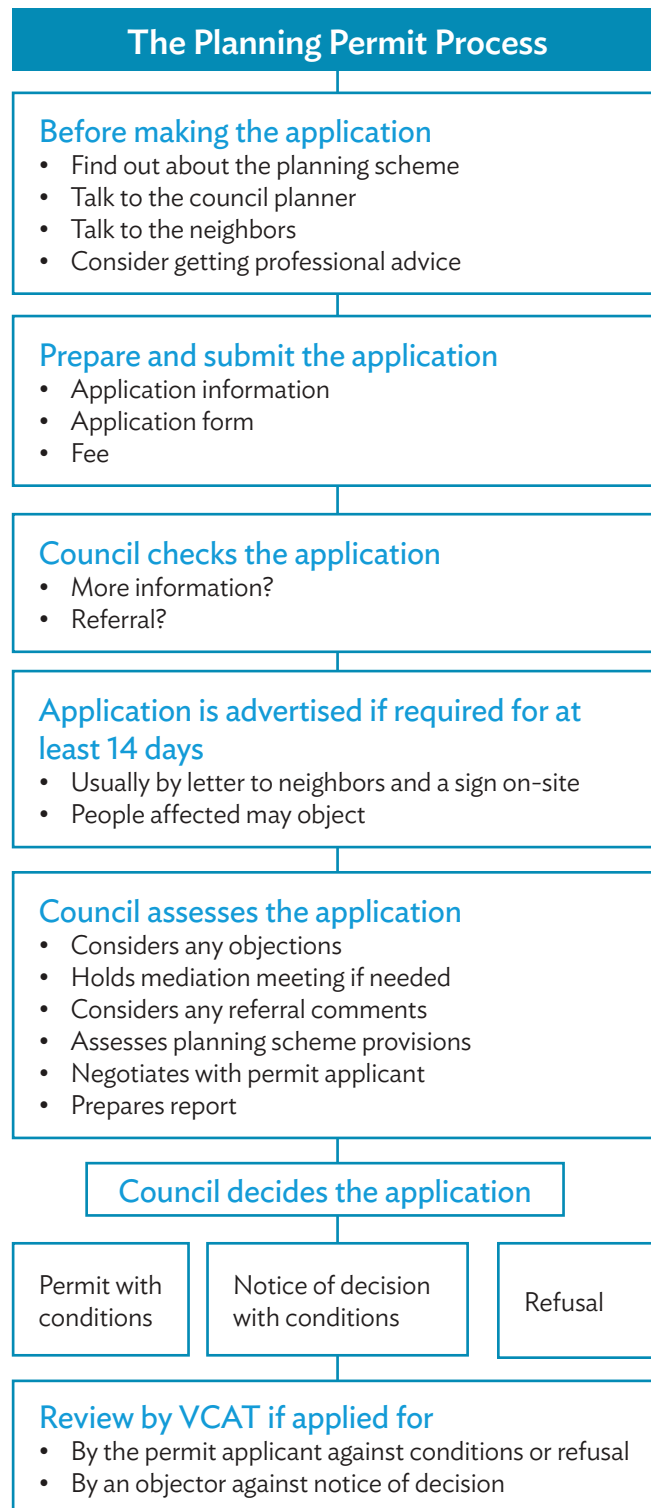 The Planning Permit Process
Before making the application
• Find out about the planning scheme
• Talk to the council planner
• Talk to the neighbors
• Consider getting professional advice
Prepare and submit the application
• Application information
• Application form
• Fee
Council checks the application
• More information?
• Referral?
Application is advertised if required for at
least 14 days
• Usually by letter to neighbors and a sign on-site
• People affected may object
Council assesses the application
• Considers any objections
• Holds mediation meeting if needed
• Considers any referral comments
• Assesses planning scheme provisions
• Negotiates with permit applicant
• Prepares report
Council decides the application
Permit with
conditions
Notice of decision
with conditions
Refusal
Review by VCAT if applied for
• By the permit applicant against conditions or refusal
• By an objector against notice of decision